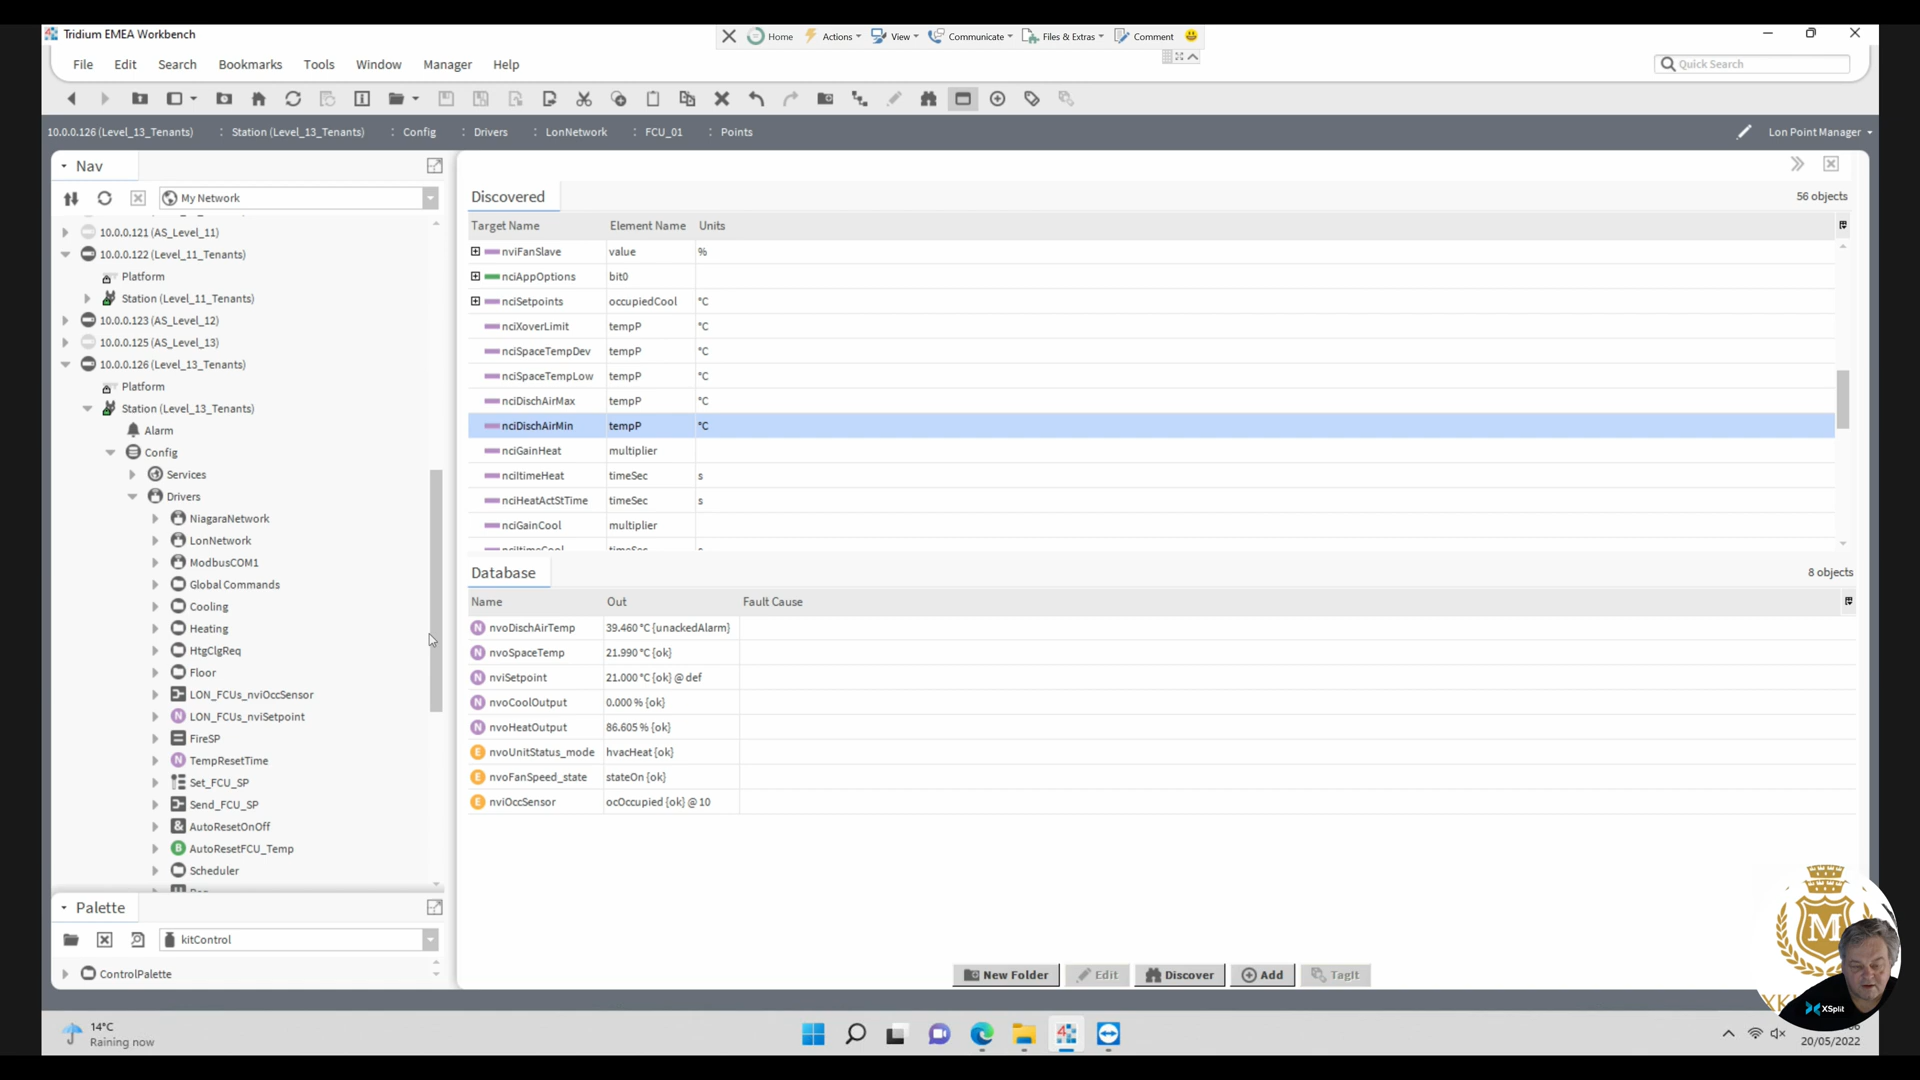 Tridium EMEA Workbench
Home Actions View Communicate Files & Extras Comment
File Edit Search Bookmarks Tools Window Manager Help
Quick Search
10.0.0.126 (Level_13_Tenants) : Station (Level_13_Tenants) : Config : Drivers : LonNetwork : FCU_01 : Points
Lon Point Manager
Nav
My Network
10.0.0.121 (AS_Level_11)
10.0.0.122 (Level_11_Tenants)
Platform
Station (Level_11_Tenants)
10.0.0.123 (AS_Level_12)
10.0.0.125 (AS_Level_13)
10.0.0.126 (Level_13_Tenants)
Platform
Station (Level_13_Tenants)
Alarm
Config
Services
Drivers
NiagaraNetwork
LonNetwork
ModbusCOM1
Global Commands
Cooling
Heating
HtgClgReq
Floor
LON_FCUs_nviOccSensor
LON_FCUs_nviSetpoint
FireSP
TempResetTime
Set_FCU_SP
Send_FCU_SP
AutoResetOnOff
AutoResetFCU_Temp
Scheduler
Palette
kitControl
ControlPalette
Discovered
56 objects
Target Name Element Name Units
nviFanSlave value %
nciAppOptions bit0
nciSetpoints occupiedCool °C
nciXoverLimit tempP °C
nciSpaceTempDev tempP °C
nciSpaceTempLow tempP °C
nciDischAirMax tempP °C
nciDischAirMin tempP °C
nciGainHeat multiplier
nciItimeHeat timeSec s
nciHeatActStTime timeSec s
nciGainCool multiplier
nciItimeCool timeSec s
Database
8 objects
Name Out Fault Cause
nvoDischAirTemp 39.460 °C {unackedAlarm}
nvoSpaceTemp 21.990 °C {ok}
nviSetpoint 21.000 °C {ok} @ def
nvoCoolOutput 0.000 % {ok}
nvoHeatOutput 86.605 % {ok}
nvoUnitStatus_mode hvacHeat {ok}
nvoFanSpeed_state stateOn {ok}
nviOccSensor ocOccupied {ok} @ 10
New Folder Edit Discover Add TagIt
M
XSplit
14°C
Raining now
20/05/2022